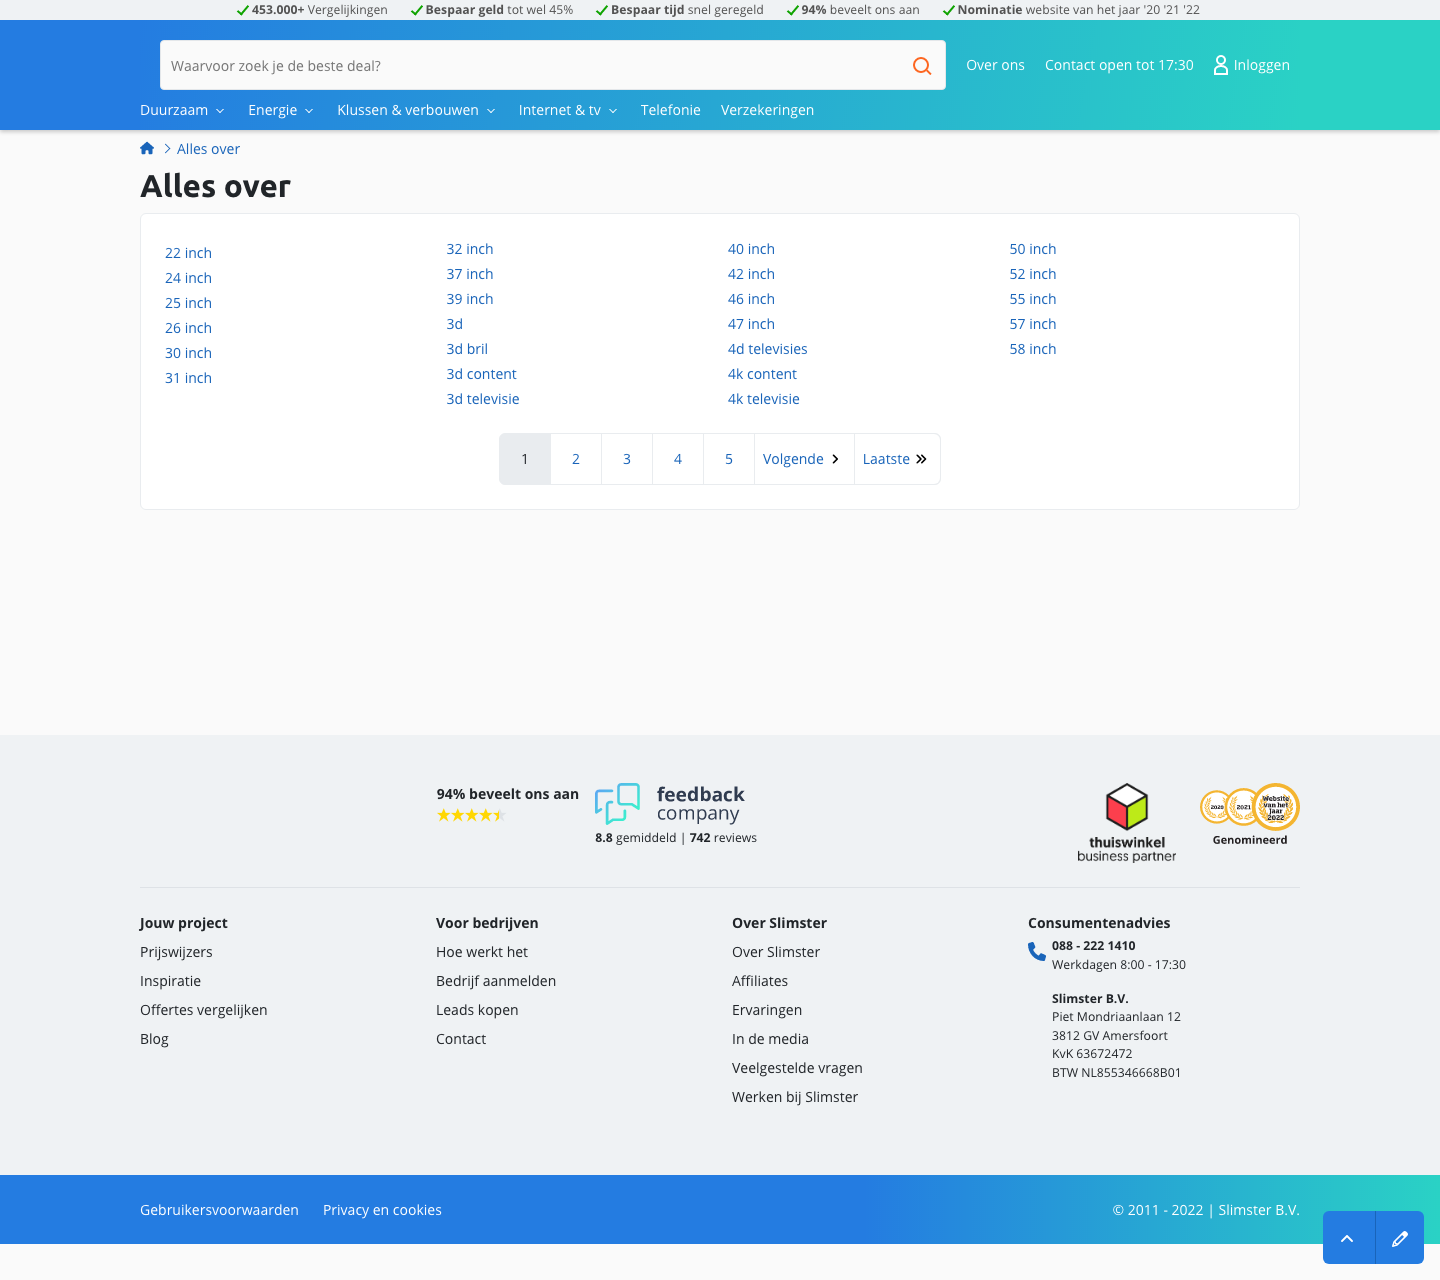 453.000+ Vergelijkingen Bespaar geld tot wel 45% Bespaar tijd snel geregeld 94% beveelt ons aan Nominatie website van het jaar '20 '21 '22
Waarvoor zoek je de beste deal?
Over ons Contact open tot 17:30 Inloggen
Duurzaam Energie Klussen & verbouwen Internet & tv Telefonie Verzekeringen
Alles over
Alles over
22 inch
24 inch
25 inch
26 inch
30 inch
31 inch
32 inch
37 inch
39 inch
3d
3d bril
3d content
3d televisie
40 inch
42 inch
46 inch
47 inch
4d televisies
4k content
4k televisie
50 inch
52 inch
55 inch
57 inch
58 inch
1 2 3 4 5 Volgende Laatste
94% beveelt ons aan
feedback
company
8.8 gemiddeld | 742 reviews
thuiswinkel
business partner
2020
2021
Website
van het
Jaar
2022
Genomineerd
Jouw project
Prijswijzers
Inspiratie
Offertes vergelijken
Blog
Voor bedrijven
Hoe werkt het
Bedrijf aanmelden
Leads kopen
Contact
Over Slimster
Over Slimster
Affiliates
Ervaringen
In de media
Veelgestelde vragen
Werken bij Slimster
Consumentenadvies
088 - 222 1410
Werkdagen 8:00 - 17:30
Slimster B.V.
Piet Mondriaanlaan 12
3812 GV Amersfoort
KvK 63672472
BTW NL855346668B01
Gebruikersvoorwaarden Privacy en cookies © 2011 - 2022 | Slimster B.V.